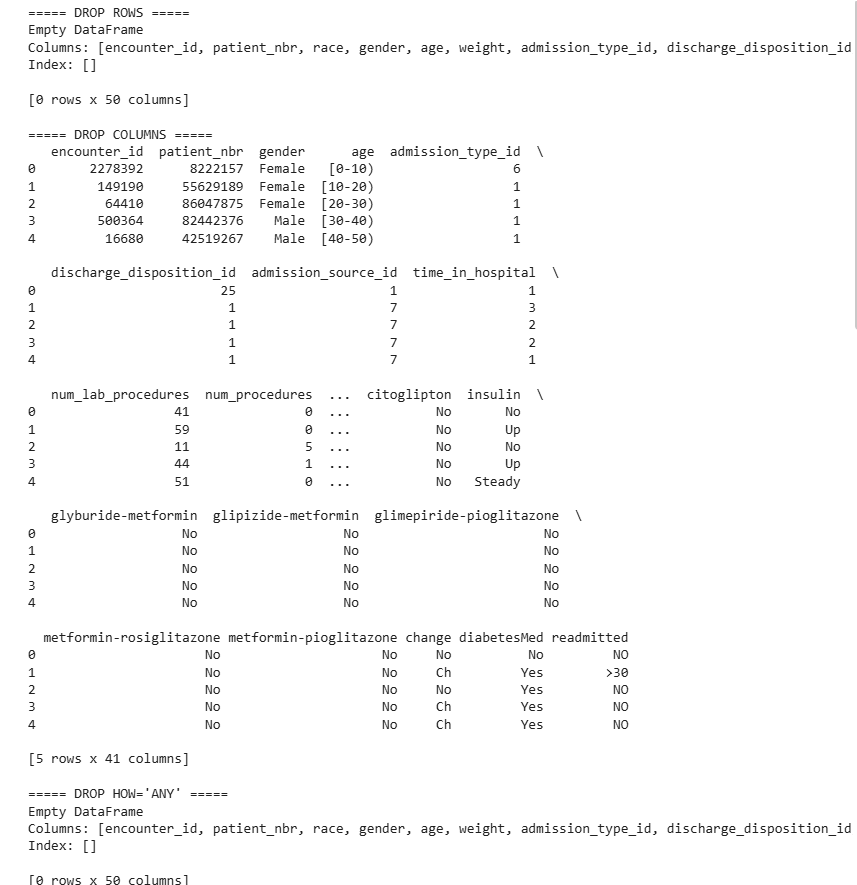 ===== DROP ROWS =====
Empty DataFrame
Columns: [encounter_id, patient_nbr, race, gender, age, weight, admission_type_id, discharge_disposition_id
Index: []
[0 rows x 50 columns]
===== DROP COLUMNS =====
   encounter_id  patient_nbr  gender      age  admission_type_id  \
0       2278392      8222157  Female   [0-10)                  6
1        149190     55629189  Female  [10-20)                  1
2         64410     86047875  Female  [20-30)                  1
3        500364     82442376    Male  [30-40)                  1
4         16680     42519267    Male  [40-50)                  1
   discharge_disposition_id  admission_source_id  time_in_hospital  \
0                        25                    1                 1
1                         1                    7                 3
2                         1                    7                 2
3                         1                    7                 2
4                         1                    7                 1
   num_lab_procedures  num_procedures  ...  citoglipton  insulin  \
0                  41               0  ...           No       No
1                  59               0  ...           No       Up
2                  11               5  ...           No       No
3                  44               1  ...           No       Up
4                  51               0  ...           No   Steady
   glyburide-metformin  glipizide-metformin  glimepiride-pioglitazone  \
0                   No                   No                        No
1                   No                   No                        No
2                   No                   No                        No
3                   No                   No                        No
4                   No                   No                        No
  metformin-rosiglitazone metformin-pioglitazone change diabetesMed readmitted
0                      No                     No     No          No         NO
1                      No                     No     Ch         Yes        >30
2                      No                     No     No         Yes         NO
3                      No                     No     Ch         Yes         NO
4                      No                     No     Ch         Yes         NO
[5 rows x 41 columns]
===== DROP HOW='ANY' =====
Empty DataFrame
Columns: [encounter_id, patient_nbr, race, gender, age, weight, admission_type_id, discharge_disposition_id
Index: []
[0 rows x 50 columns]